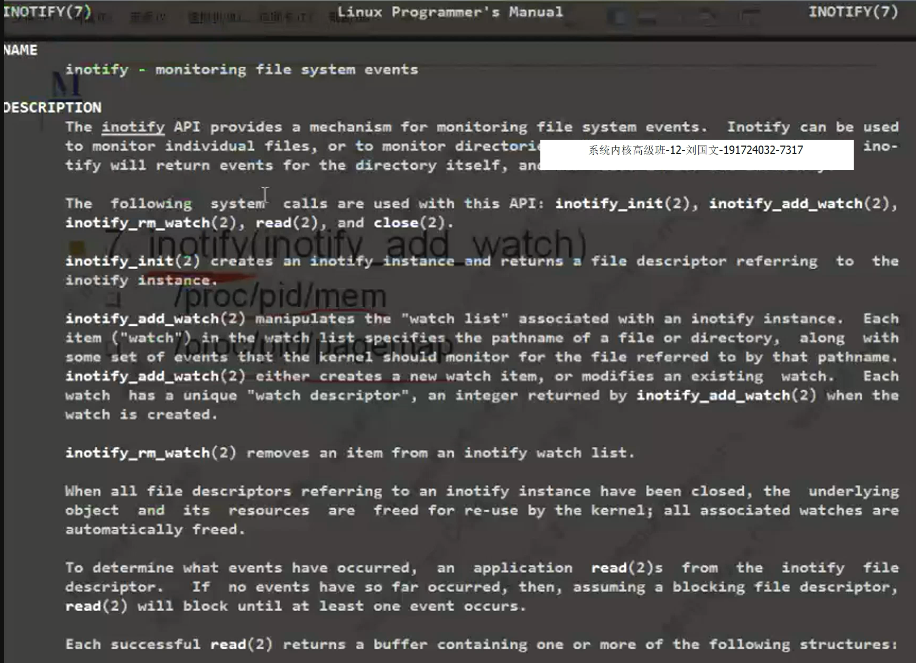 INOTIFY(7) Linux Programmer's Manual INOTIFY(7)
NAME
inotify - monitoring file system events
DESCRIPTION
The inotify API provides a mechanism for monitoring file system events. Inotify can be used
to monitor individual files, or to monitor directorie ino-
系统内核高级班-12-刘国文-191724032-7317
tify will return events for the directory itself, and
The following system calls are used with this API: inotify_init(2), inotify_add_watch(2),
inotify_rm_watch(2), read(2), and close(2).
7. inotify(inotify_add_watch)
inotify_init(2) creates an inotify instance and returns a file descriptor referring to the
inotify instance.
/proc/pid/mem
inotify_add_watch(2) manipulates the "watch list" associated with an inotify instance. Each
item ("watch") in the watch list specifies the pathname of a file or directory, along with
/proc/pid/pagemap
some set of events that the kernel should monitor for the file referred to by that pathname.
inotify_add_watch(2) either creates a new watch item, or modifies an existing watch. Each
watch has a unique "watch descriptor", an integer returned by inotify_add_watch(2) when the
watch is created.
inotify_rm_watch(2) removes an item from an inotify watch list.
When all file descriptors referring to an inotify instance have been closed, the underlying
object and its resources are freed for re-use by the kernel; all associated watches are
automatically freed.
To determine what events have occurred, an application read(2)s from the inotify file
descriptor. If no events have so far occurred, then, assuming a blocking file descriptor,
read(2) will block until at least one event occurs.
Each successful read(2) returns a buffer containing one or more of the following structures: